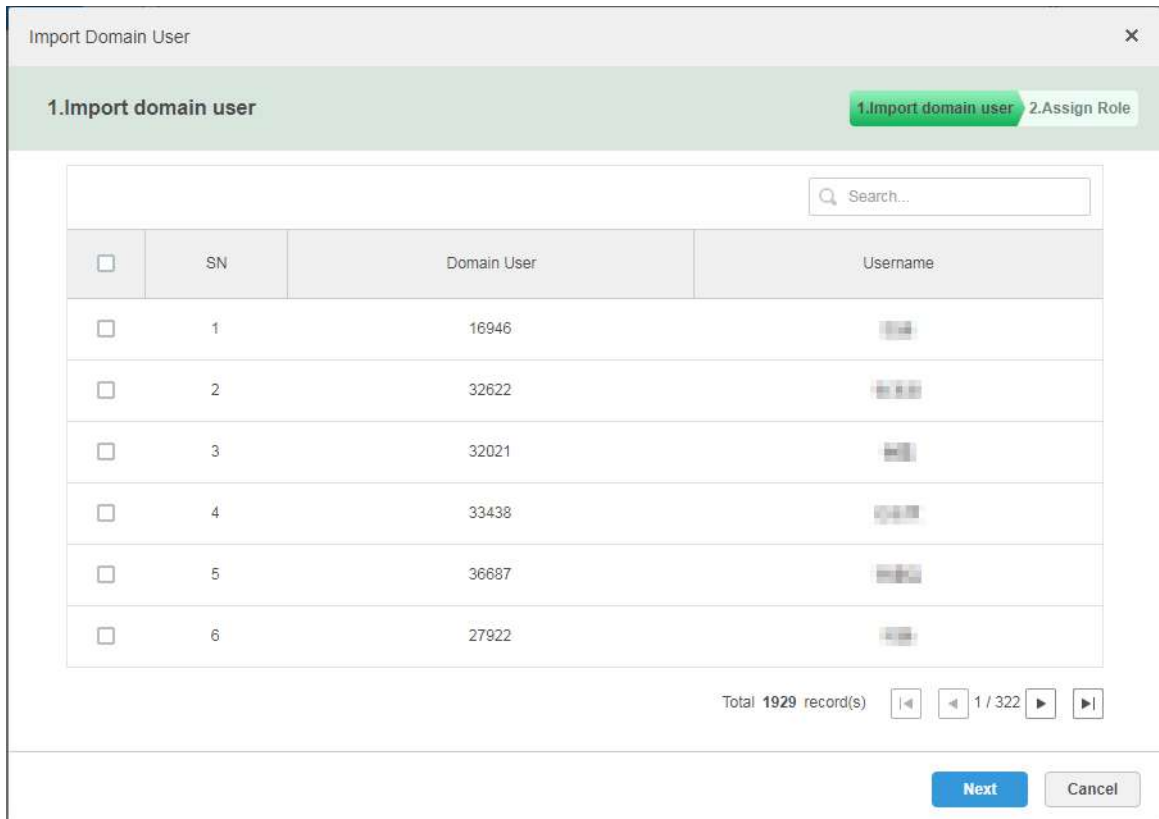 Import Domain User
1.Import domain user
1.Import domain user 2.Assign Role
Search...
SN Domain User Username
1 16946
2 32622
3 32021
4 33438
5 36687
6 27922
Total 1929 record(s) 1 / 322
Next Cancel